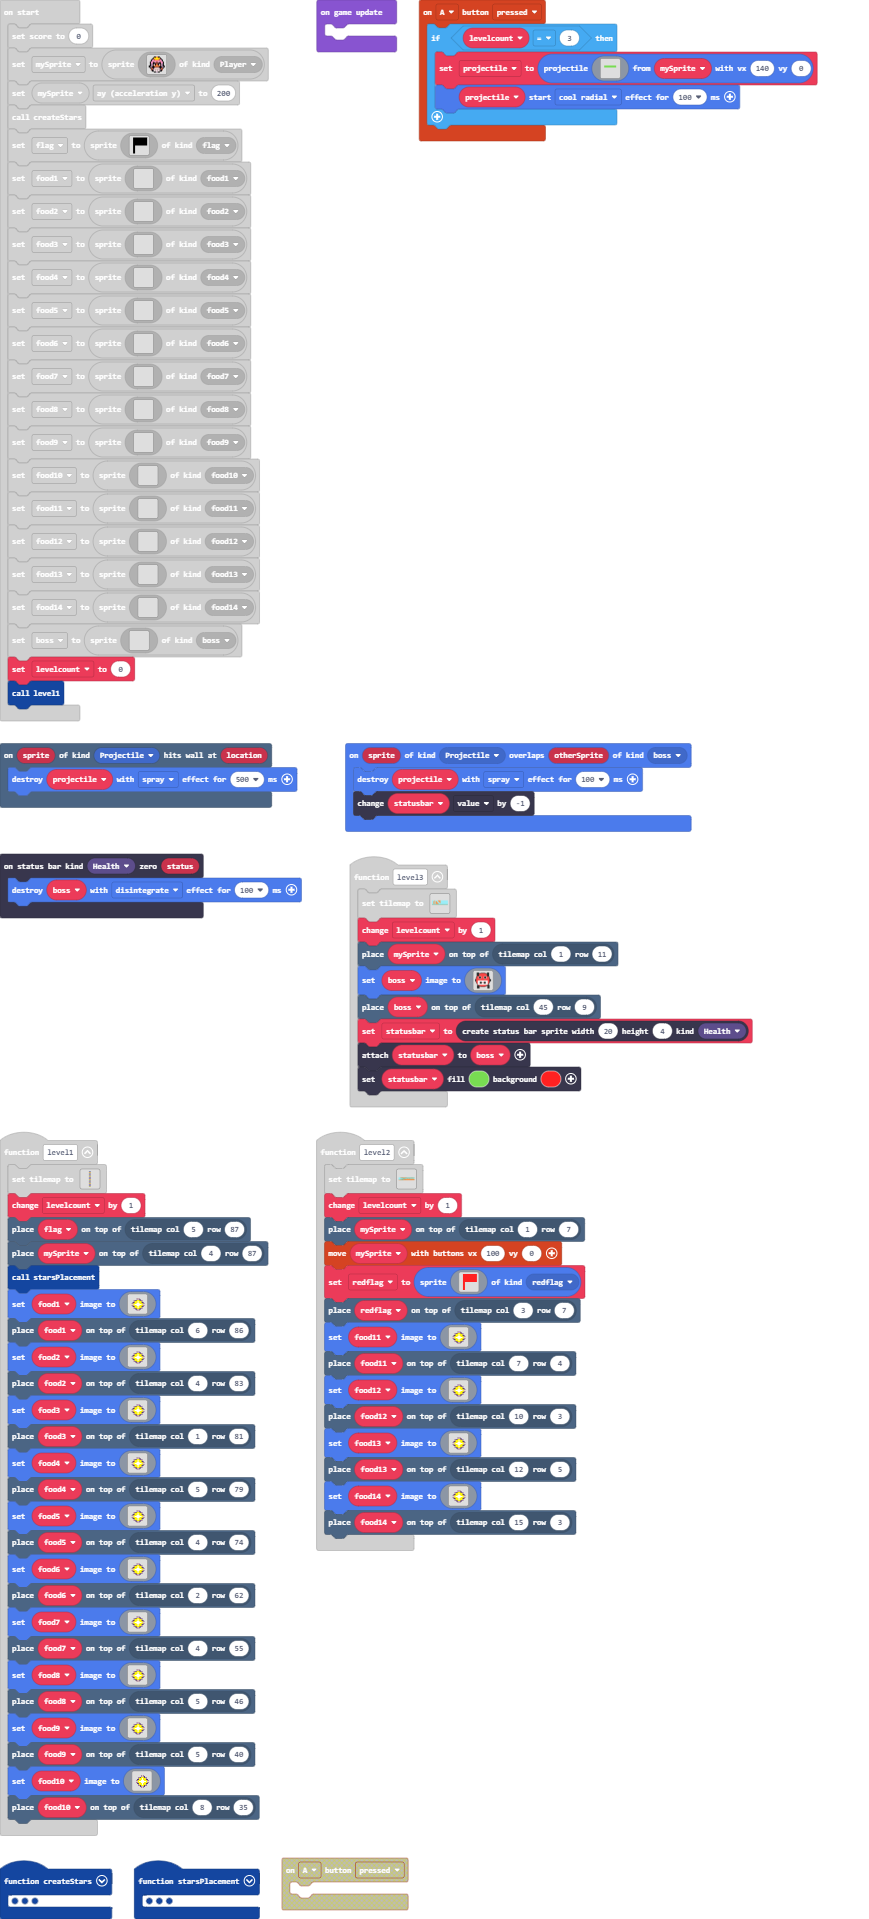 on start
set score to 0
set mySprite to sprite of kind Player
set mySprite ay (acceleration y) to 200
call createStars
set flag to sprite of kind flag
set food1 to sprite of kind food1
set food2 to sprite of kind food2
set food3 to sprite of kind food3
set food4 to sprite of kind food4
set food5 to sprite of kind food5
set food6 to sprite of kind food6
set food7 to sprite of kind food7
set food8 to sprite of kind food8
set food9 to sprite of kind food9
set food10 to sprite of kind food10
set food11 to sprite of kind food11
set food12 to sprite of kind food12
set food13 to sprite of kind food13
set food14 to sprite of kind food14
set boss to sprite of kind boss
set levelcount to 0
call level1
on game update
on A button pressed
if levelcount = 3 then
set projectile to projectile from mySprite with vx 140 vy 0
projectile start cool radial effect for 100 ms
on sprite of kind Projectile hits wall at location
destroy projectile with spray effect for 500 ms
on sprite of kind Projectile overlaps otherSprite of kind boss
destroy projectile with spray effect for 100 ms
change statusbar value by -1
on status bar kind Health zero status
destroy boss with disintegrate effect for 100 ms
function level3
set tilemap to
change levelcount by 1
place mySprite on top of tilemap col 1 row 11
set boss image to
place boss on top of tilemap col 45 row 9
set statusbar to create status bar sprite width 20 height 4 kind Health
attach statusbar to boss
set statusbar fill background
function level1
set tilemap to
change levelcount by 1
place flag on top of tilemap col 5 row 87
place mySprite on top of tilemap col 4 row 87
call starsPlacement
set food1 image to
place food1 on top of tilemap col 6 row 86
set food2 image to
place food2 on top of tilemap col 4 row 83
set food3 image to
place food3 on top of tilemap col 1 row 81
set food4 image to
place food4 on top of tilemap col 5 row 79
set food5 image to
place food5 on top of tilemap col 4 row 74
set food6 image to
place food6 on top of tilemap col 2 row 62
set food7 image to
place food7 on top of tilemap col 4 row 55
set food8 image to
place food8 on top of tilemap col 5 row 46
set food9 image to
place food9 on top of tilemap col 5 row 40
set food10 image to
place food10 on top of tilemap col 8 row 35
function level2
set tilemap to
change levelcount by 1
place mySprite on top of tilemap col 1 row 7
move mySprite with buttons vx 100 vy 0
set redflag to sprite of kind redflag
place redflag on top of tilemap col 3 row 7
set food11 image to
place food11 on top of tilemap col 7 row 4
set food12 image to
place food12 on top of tilemap col 10 row 3
set food13 image to
place food13 on top of tilemap col 12 row 5
set food14 image to
place food14 on top of tilemap col 15 row 3
function createStars
function starsPlacement
on A button pressed